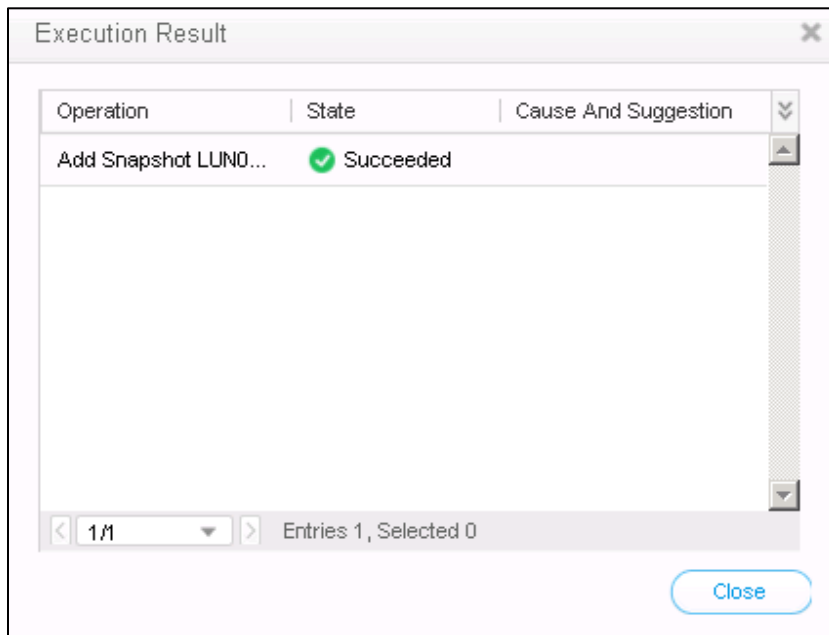 Execution Result
Operation State Cause And Suggestion
Add Snapshot LUN0... Succeeded
1/1 Entries 1, Selected 0
Close